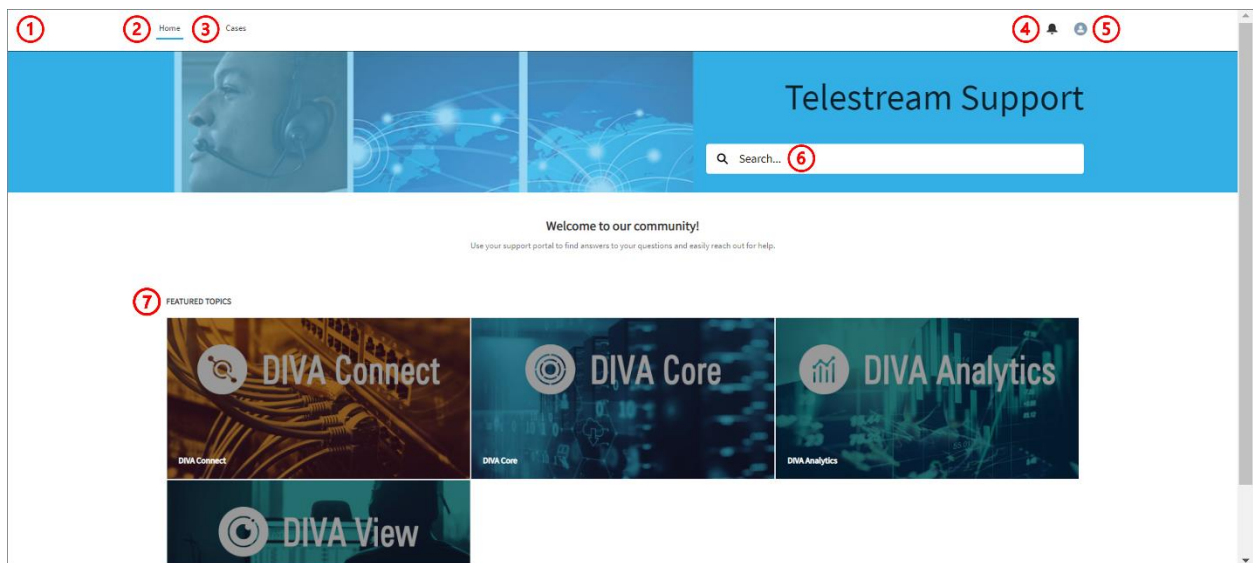 1 2 Home 3 Cases 4 5
Telestream Support
Search... 6
Welcome to our community!
Use your support portal to find answers to your questions and easily reach out for help.
7 FEATURED TOPICS
DIVA Connect DIVA Core DIVA Analytics
DIVA Connect DIVA Core DIVA Analytics
DIVA View